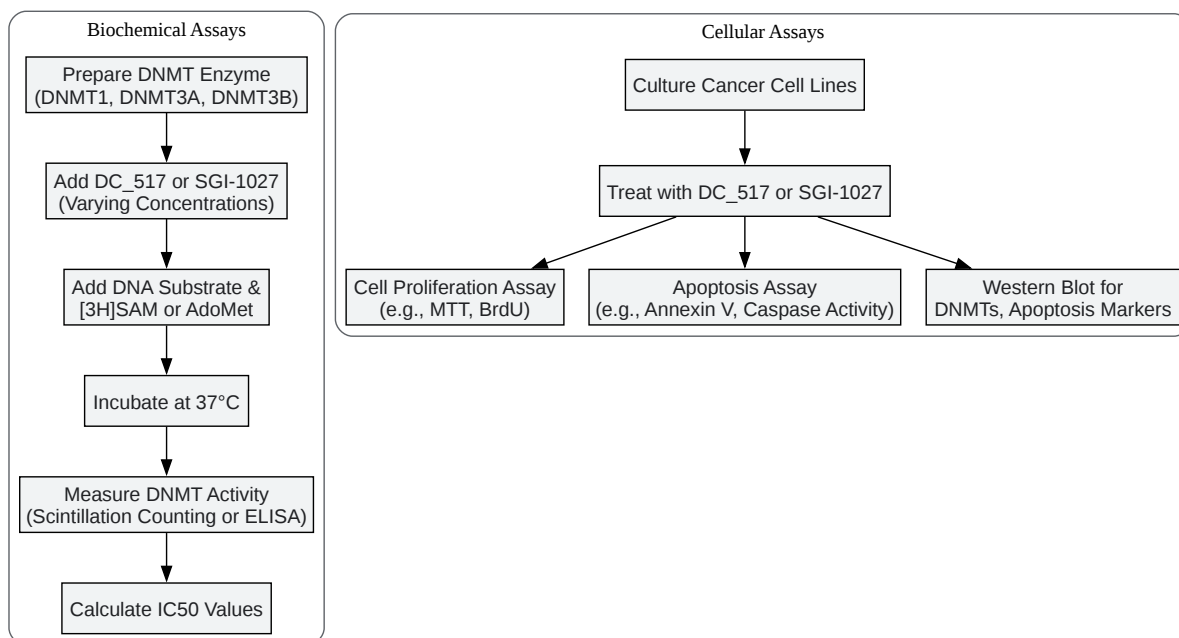 Biochemical Assays
Prepare DNMT Enzyme
(DNMT1, DNMT3A, DNMT3B)
Add DC_517 or SGI-1027
(Varying Concentrations)
Add DNA Substrate &
[3H]SAM or AdoMet
Incubate at 37°C
Measure DNMT Activity
(Scintillation Counting or ELISA)
Calculate IC50 Values
Cellular Assays
Culture Cancer Cell Lines
Treat with DC_517 or SGI-1027
Cell Proliferation Assay
(e.g., MTT, BrdU)
Apoptosis Assay
(e.g., Annexin V, Caspase Activity)
Western Blot for
DNMTs, Apoptosis Markers